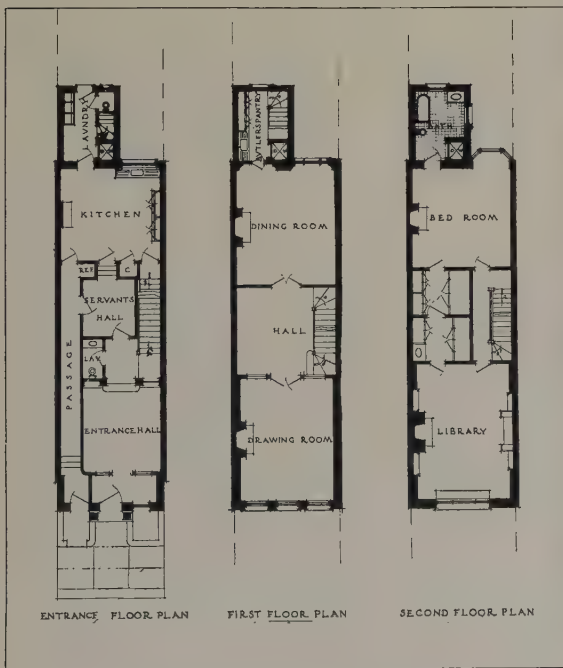 LAUNDRY
KITCHEN
REF
C
SERVANTS
HALL
LAV.
PASSAGE
ENTRANCE HALL
ENTRANCE FLOOR PLAN
BUTLERS PANTRY
DINING ROOM
HALL
DRAWING ROOM
FIRST FLOOR PLAN
BATH
BED ROOM
LIBRARY
SECOND FLOOR PLAN